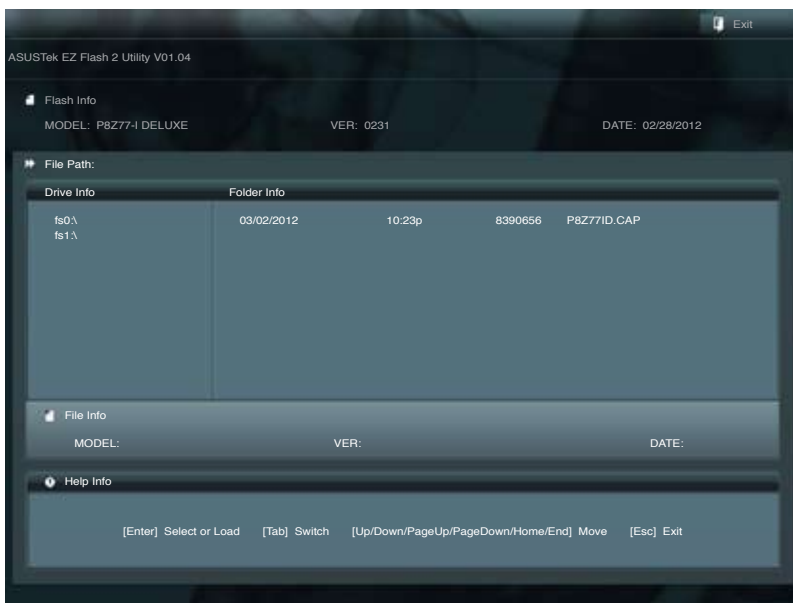 Exit
ASUSTek EZ Flash 2 Utility V01.04
Flash Info
MODEL: P8Z77-I DELUXE VER: 0231 DATE: 02/28/2012
File Path:
Drive Info Folder Info
fs0:\ 03/02/2012 10:23p 8390656 P8Z77ID.CAP
fs1:\
File Info
MODEL: VER: DATE:
Help Info
[Enter] Select or Load [Tab] Switch [Up/Down/PageUp/PageDown/Home/End] Move [Esc] Exit